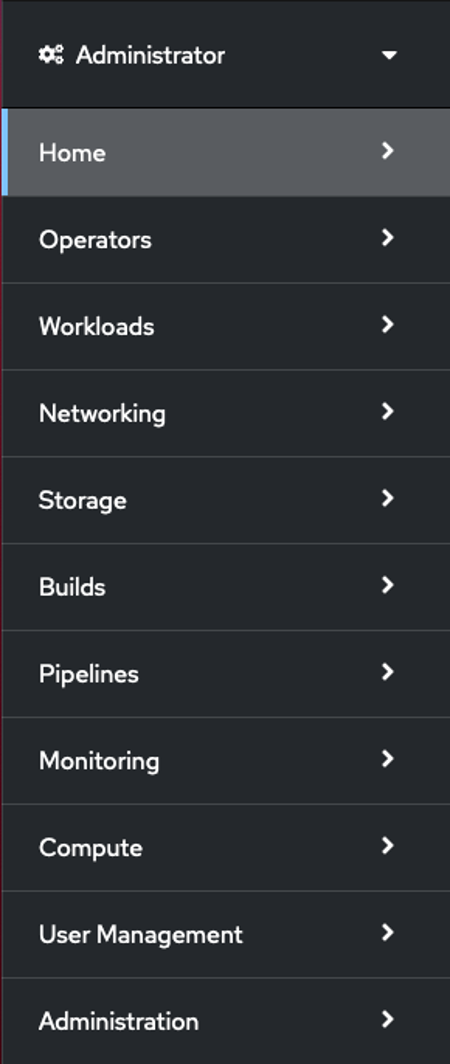 Administrator
Home
Operators
Workloads
Networking
Storage
Builds
Pipelines
Monitoring
Compute
User Management
Administration